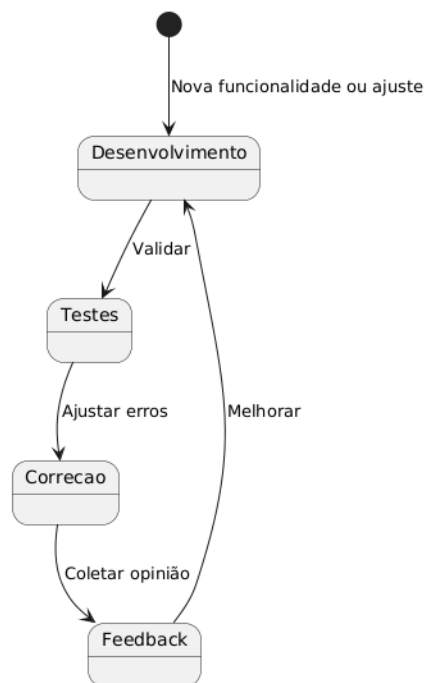 Nova funcionalidade ou ajuste
Desenvolvimento
Validar
Testes
Ajustar erros
Melhorar
Correcao
Coletar opinião
Feedback